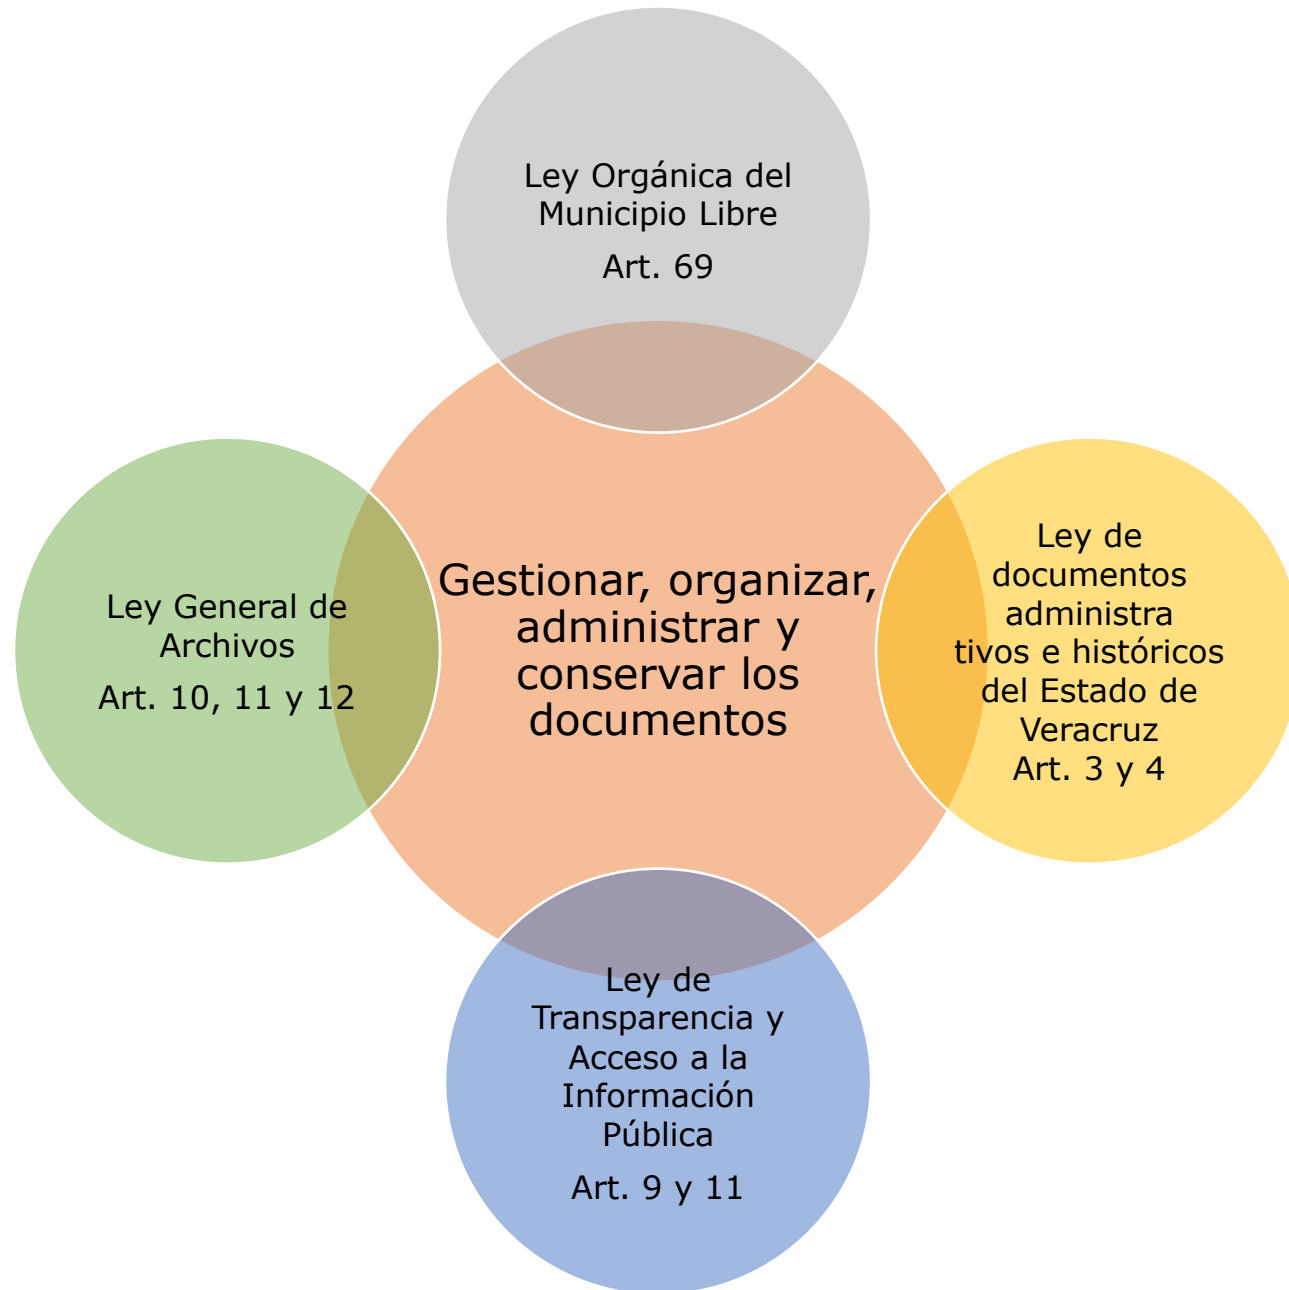 Ley Orgánica del
Municipio Libre
Art. 69
Gestionar, organizar,
administrar y
conservar los
documentos
Ley General de
Archivos
Art. 10, 11 y 12
Ley de
documentos
administra
tivos e históricos
del Estado de
Veracruz
Art. 3 y 4
Ley de
Transparencia y
Acceso a la
Información
Pública
Art. 9 y 11